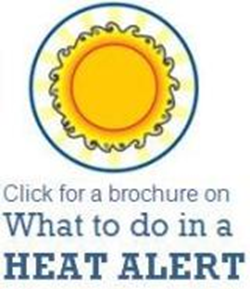 Click for a brochure on
What to do in a
HEAT ALERT